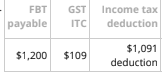 FBT GST Income tax
payable ITC deduction
$1,200 $109 $1,091
deduction